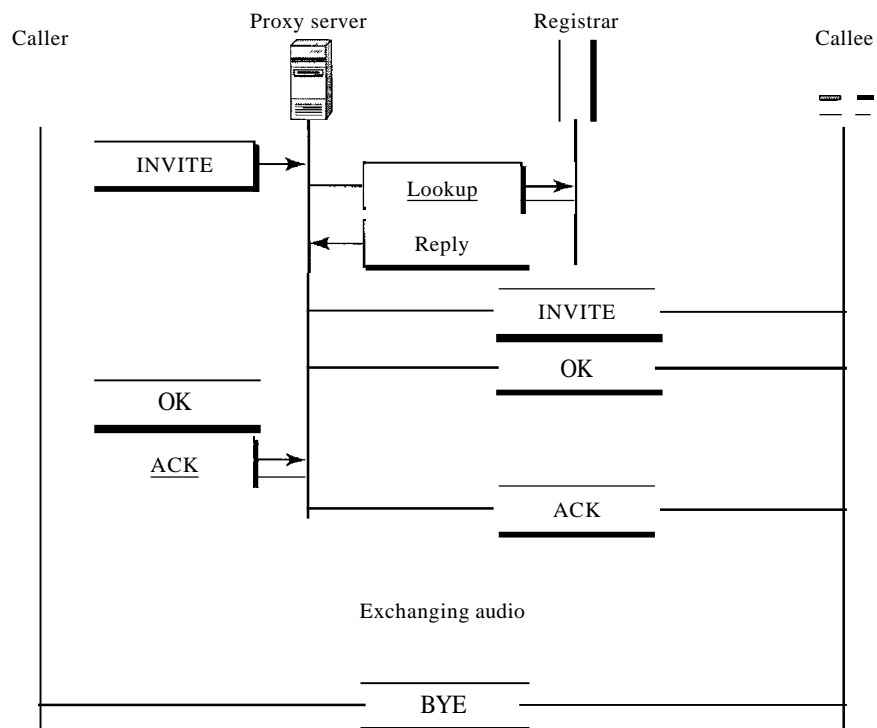 Caller
Proxy server
Registrar
Callee
INVITE
Lookup
Reply
INVITE
OK
OK
ACK
ACK
Exchanging audio
BYE